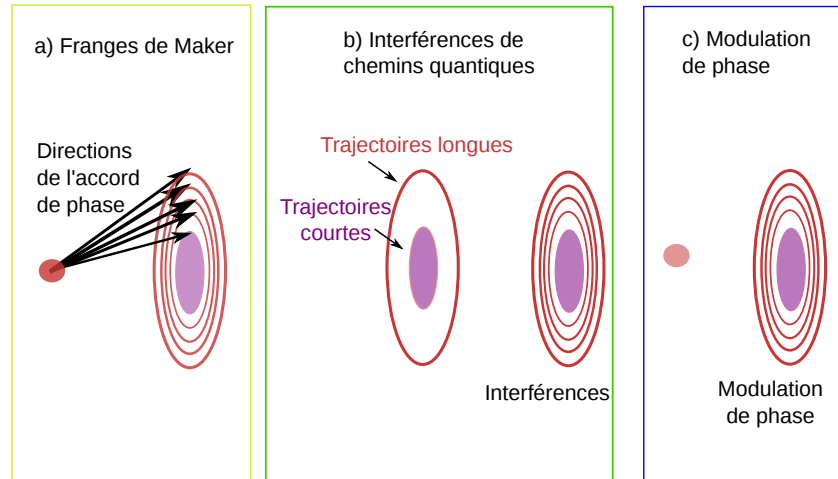 a) Franges de Maker
Directions
de l'accord
de phase
b) Interférences de
chemins quantiques
Trajectoires longues
Trajectoires
courtes
Interférences
c) Modulation
de phase
Modulation
de phase